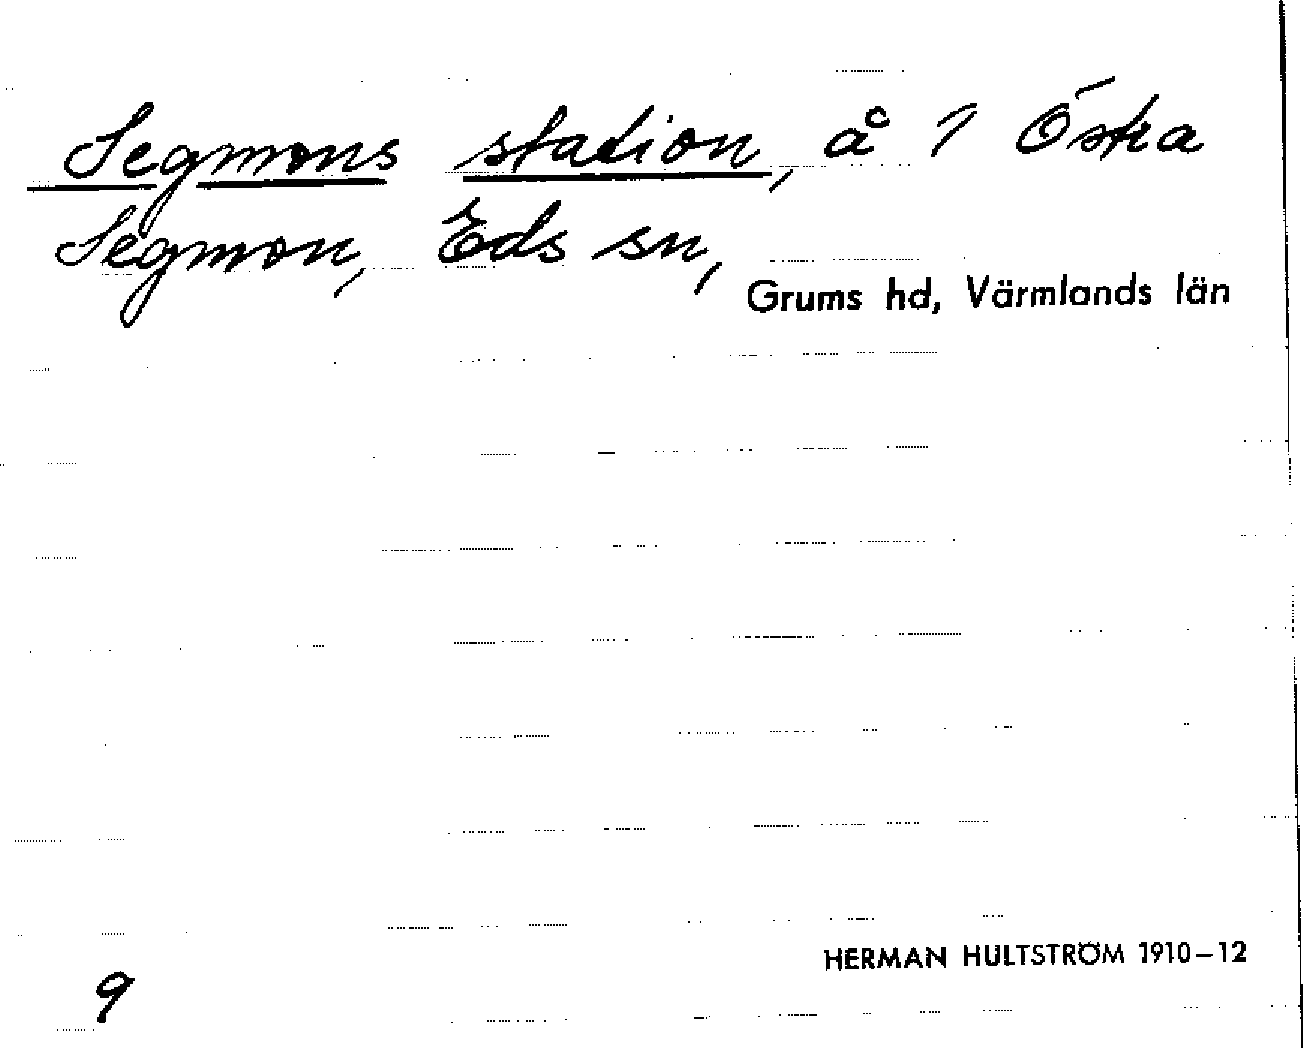 Segmons station, å 1 Östra
Segmon, Eds sn,
Grums hd, Värmlands län
HERMAN HULTSTRÖM 1910–12
9